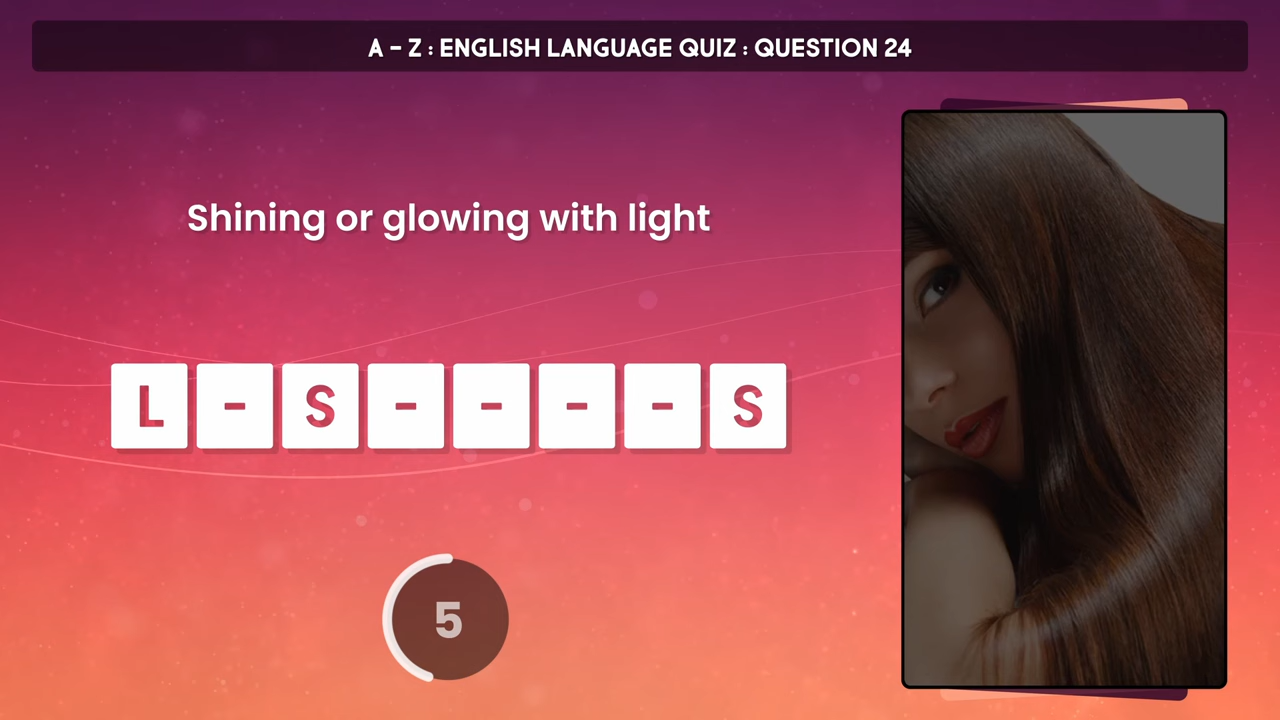 A - Z : ENGLISH LANGUAGE QUIZ : QUESTION 24
Shining or glowing with light
L - S - - - - S
5